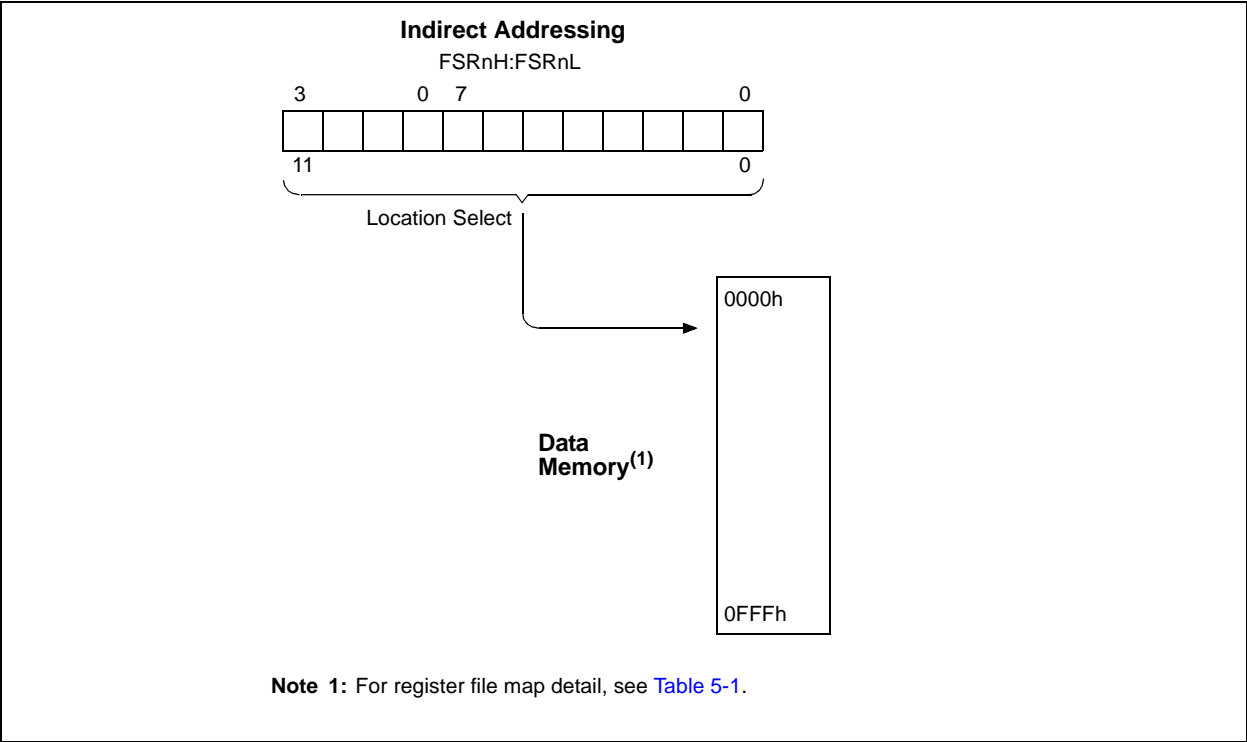 Indirect Addressing
FSRnH:FSRnL
3 0 7 0
11 0
Location Select
0000h
Data
Memory(1)
0FFFh
Note 1: For register file map detail, see Table 5-1.